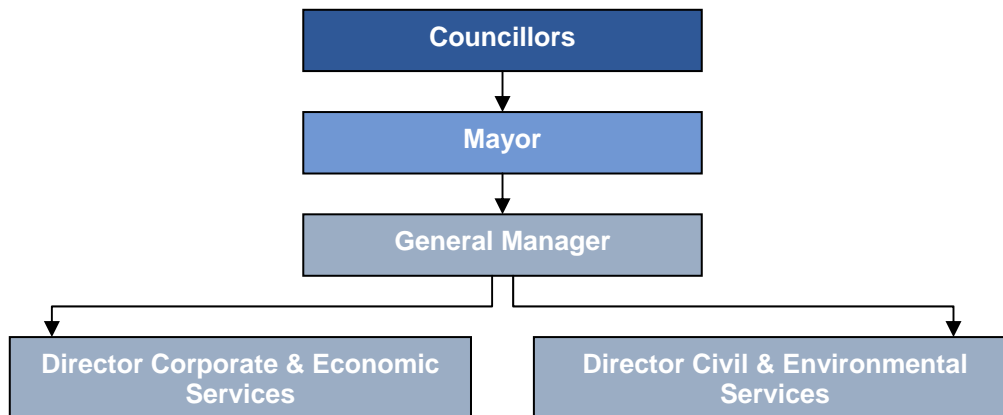 Councillors
Mayor
General Manager
Director Corporate & Economic
Services
Director Civil & Environmental
Services